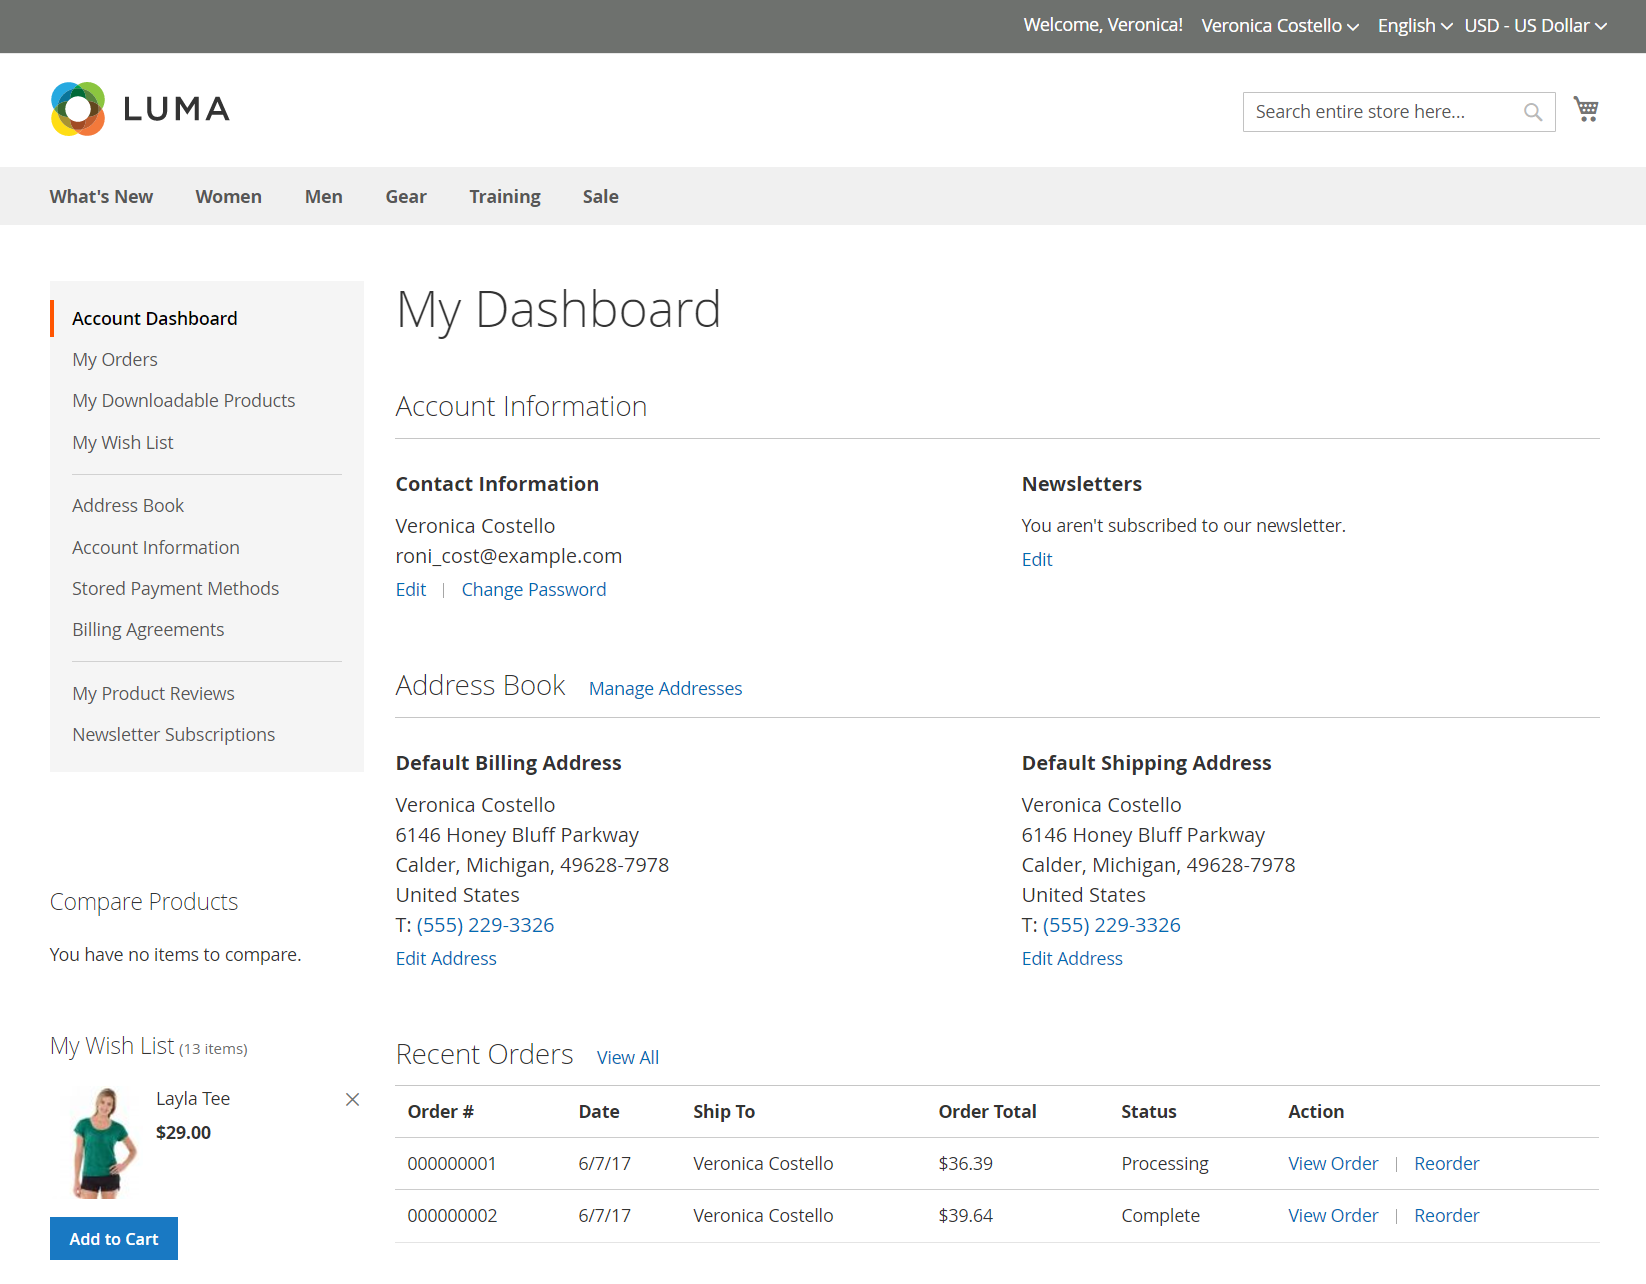 Welcome, Veronica! Veronica Costello English USD - US Dollar
LUMA
Search entire store here...
What's New Women Men Gear Training Sale
Account Dashboard
My Orders
My Downloadable Products
My Wish List
Address Book
Account Information
Stored Payment Methods
Billing Agreements
My Product Reviews
Newsletter Subscriptions
Compare Products
You have no items to compare.
My Wish List (13 items)
Layla Tee
$29.00
Add to Cart
My Dashboard
Account Information
Contact Information
Veronica Costello
roni_cost@example.com
Edit | Change Password
Newsletters
You aren't subscribed to our newsletter.
Edit
Address Book Manage Addresses
Default Billing Address
Veronica Costello
6146 Honey Bluff Parkway
Calder, Michigan, 49628-7978
United States
T: (555) 229-3326
Edit Address
Default Shipping Address
Veronica Costello
6146 Honey Bluff Parkway
Calder, Michigan, 49628-7978
United States
T: (555) 229-3326
Edit Address
Recent Orders View All
Order # Date Ship To Order Total Status Action
000000001 6/7/17 Veronica Costello $36.39 Processing View Order | Reorder
000000002 6/7/17 Veronica Costello $39.64 Complete View Order | Reorder